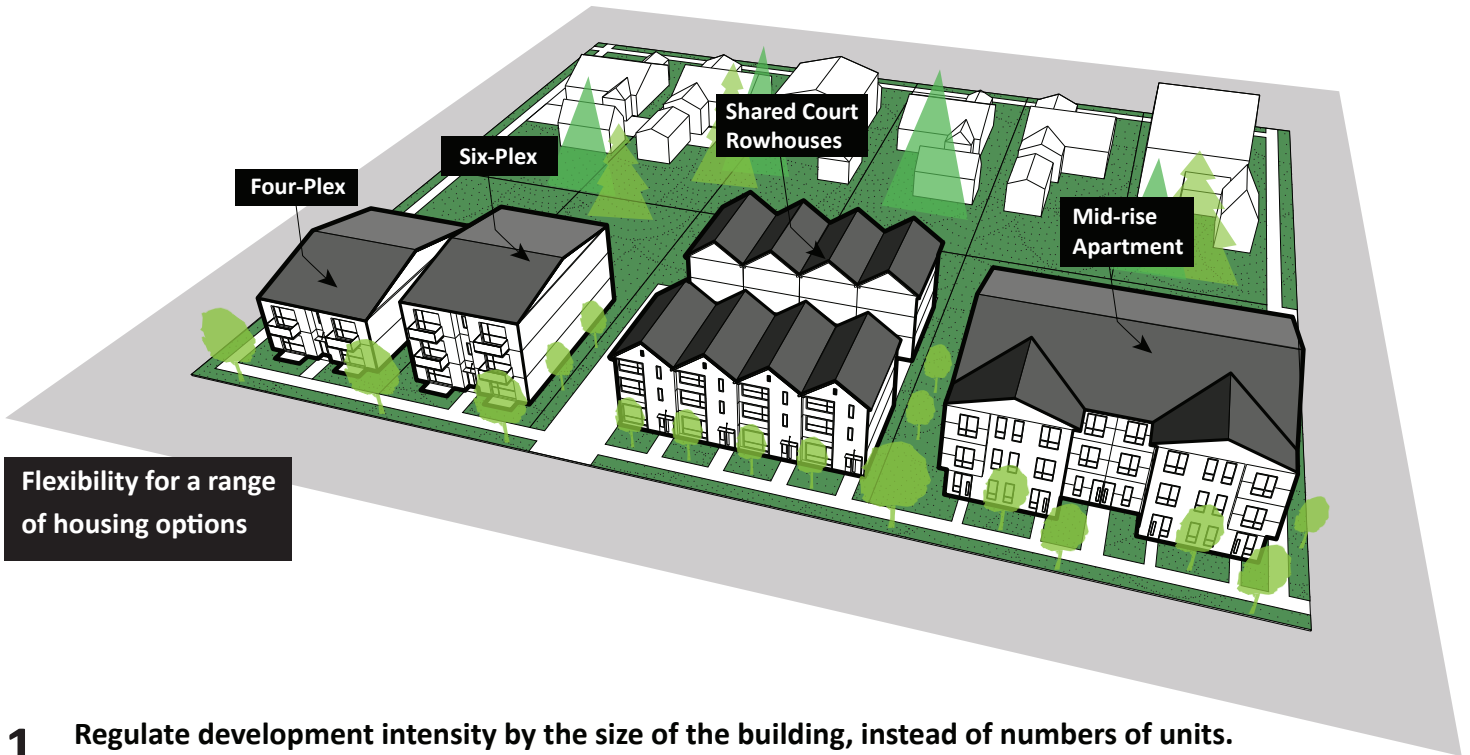 Shared Court
Rowhouses
Six-Plex
Four-Plex
Mid-rise
Apartment
Flexibility for a range
of housing options
1 Regulate development intensity by the size of the building, instead of numbers of units.